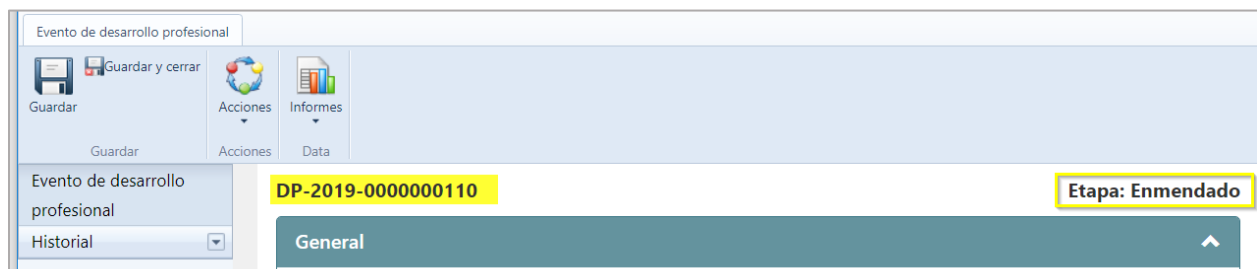 Evento de desarrollo profesional
Guardar y cerrar
Guardar
Acciones
Informes
Guardar
Acciones
Data
Evento de desarrollo
profesional
DP-2019-0000000110
Etapa: Enmendado
Historial
General